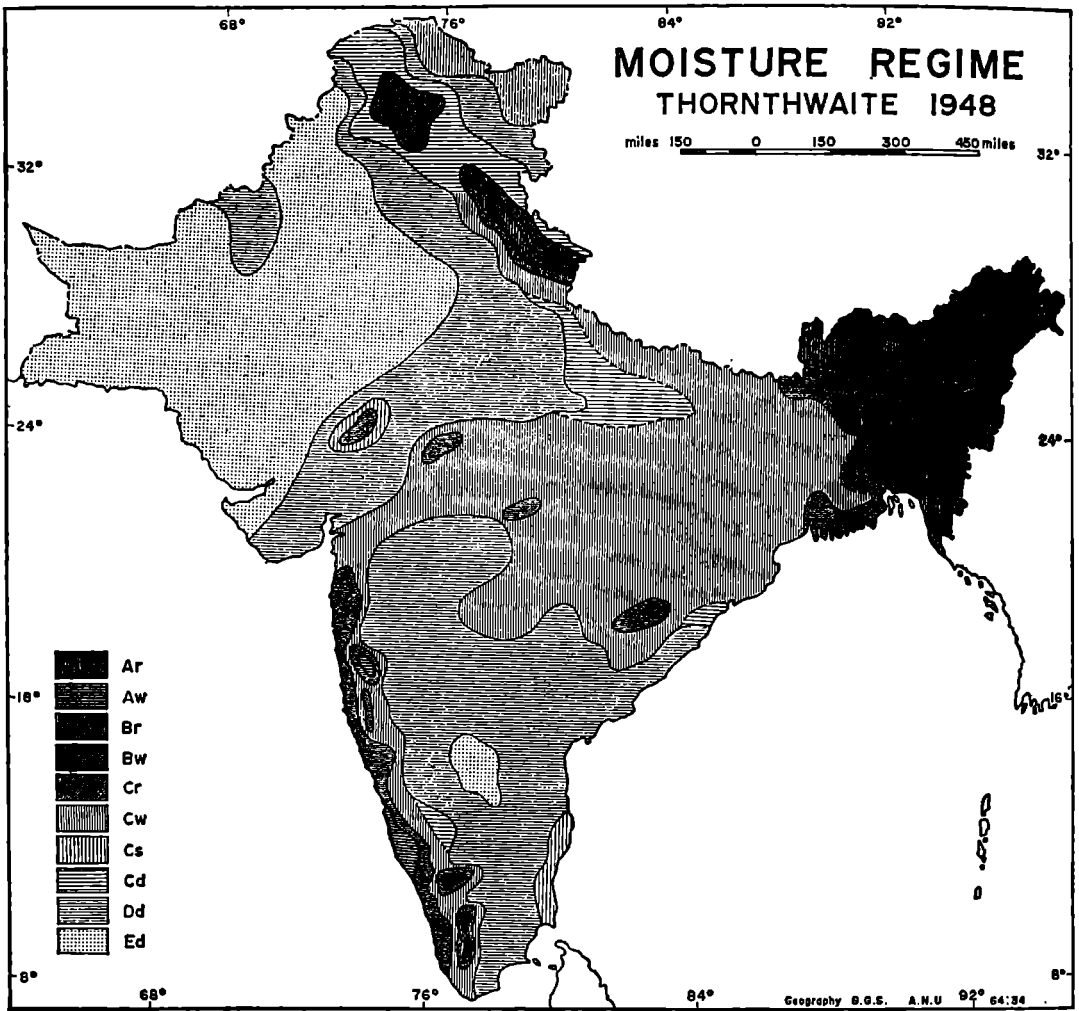 68° 76° 84° 92°
MOISTURE REGIME
THORNTHWAITE 1948
miles 150 0 150 300 450 miles
32° 32°
24° 24°
Ar
Aw
18° 16°
Br
Bw
Cr
Cw
Cs
Cd
Dd
Ed
8° 8°
68° 76° 84° 92°
Geography S.G.S. A.N.U 64:34